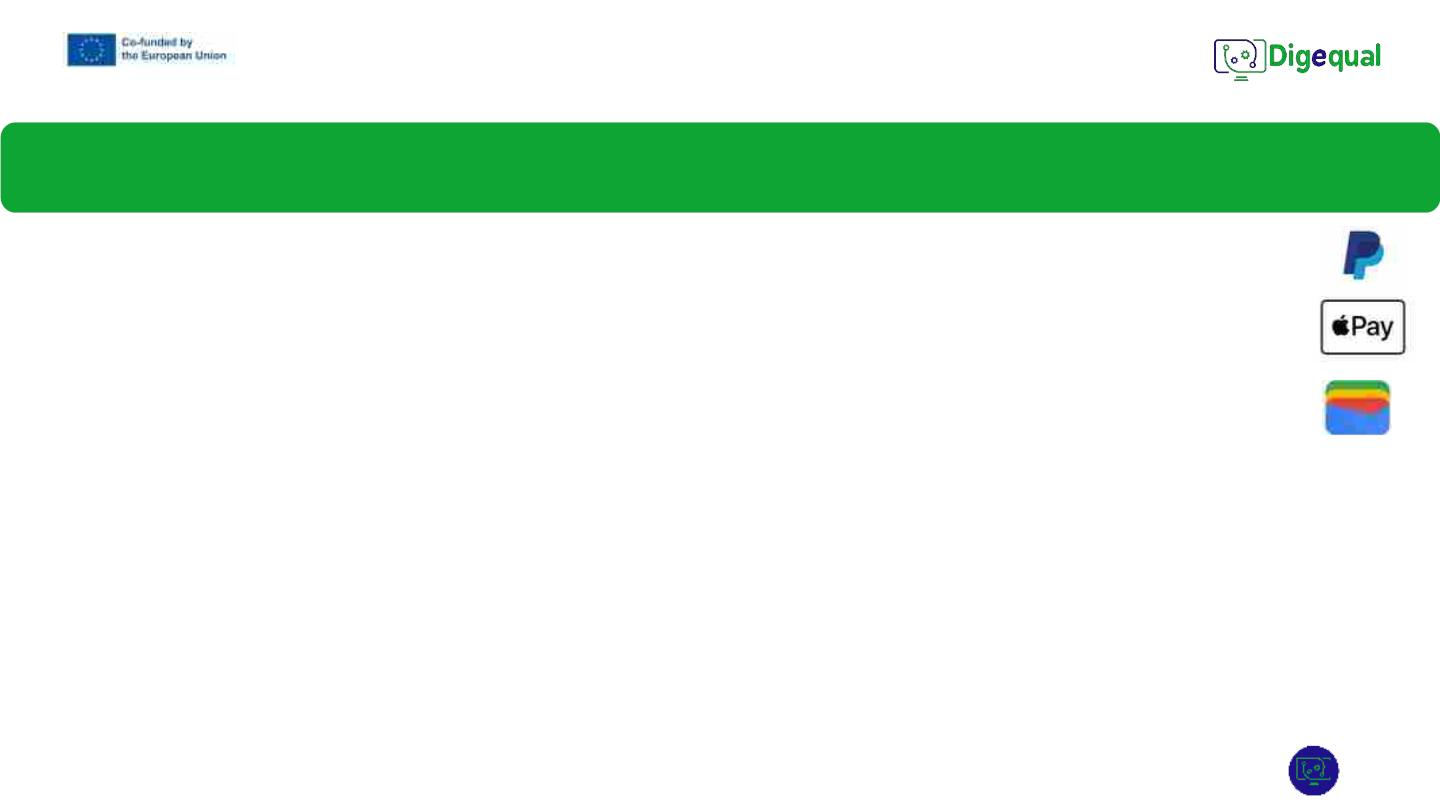 Co-funded by
the European Union
Digequal
Pay